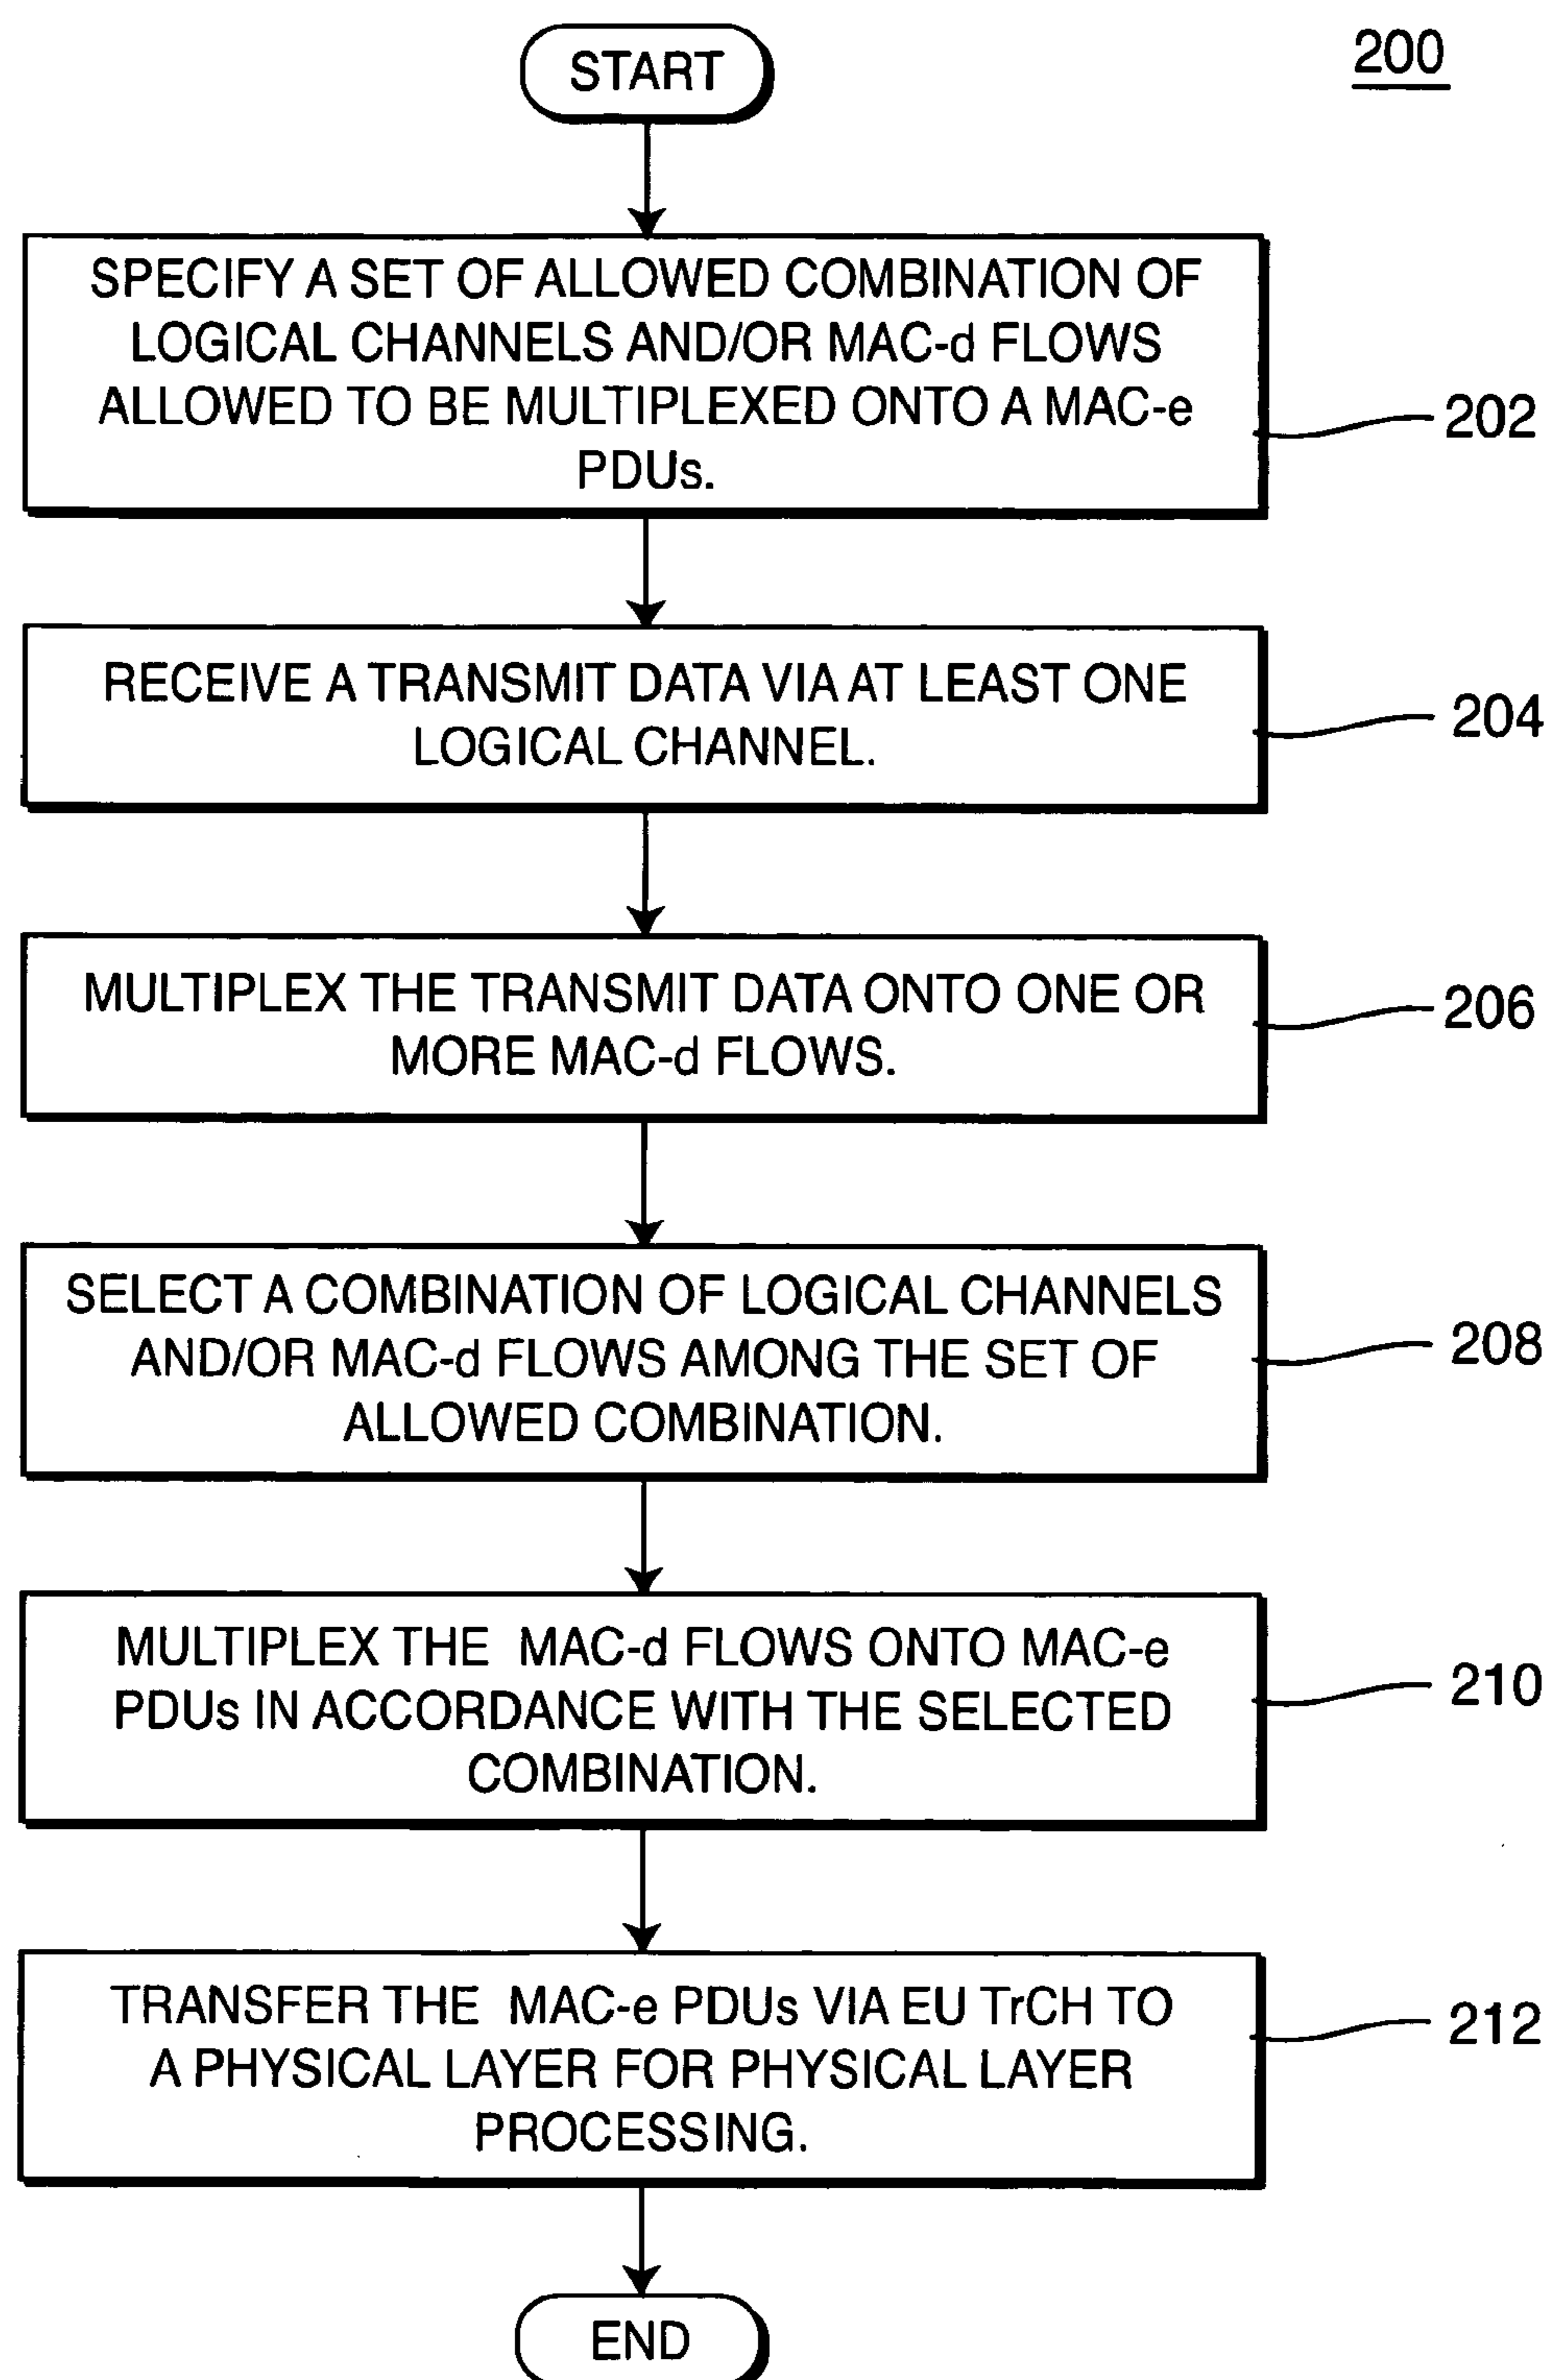 START
200
SPECIFY A SET OF ALLOWED COMBINATION OF
LOGICAL CHANNELS AND/OR MAC-d FLOWS
ALLOWED TO BE MULTIPLEXED ONTO A MAC-e
PDUs.
202
RECEIVE A TRANSMIT DATA VIA AT LEAST ONE
LOGICAL CHANNEL.
204
MULTIPLEX THE TRANSMIT DATA ONTO ONE OR
MORE MAC-d FLOWS.
206
SELECT A COMBINATION OF LOGICAL CHANNELS
AND/OR MAC-d FLOWS AMONG THE SET OF
ALLOWED COMBINATION.
208
MULTIPLEX THE MAC-d FLOWS ONTO MAC-e
PDUs IN ACCORDANCE WITH THE SELECTED
COMBINATION.
210
TRANSFER THE MAC-e PDUs VIA EU TrCH TO
A PHYSICAL LAYER FOR PHYSICAL LAYER
PROCESSING.
212
END